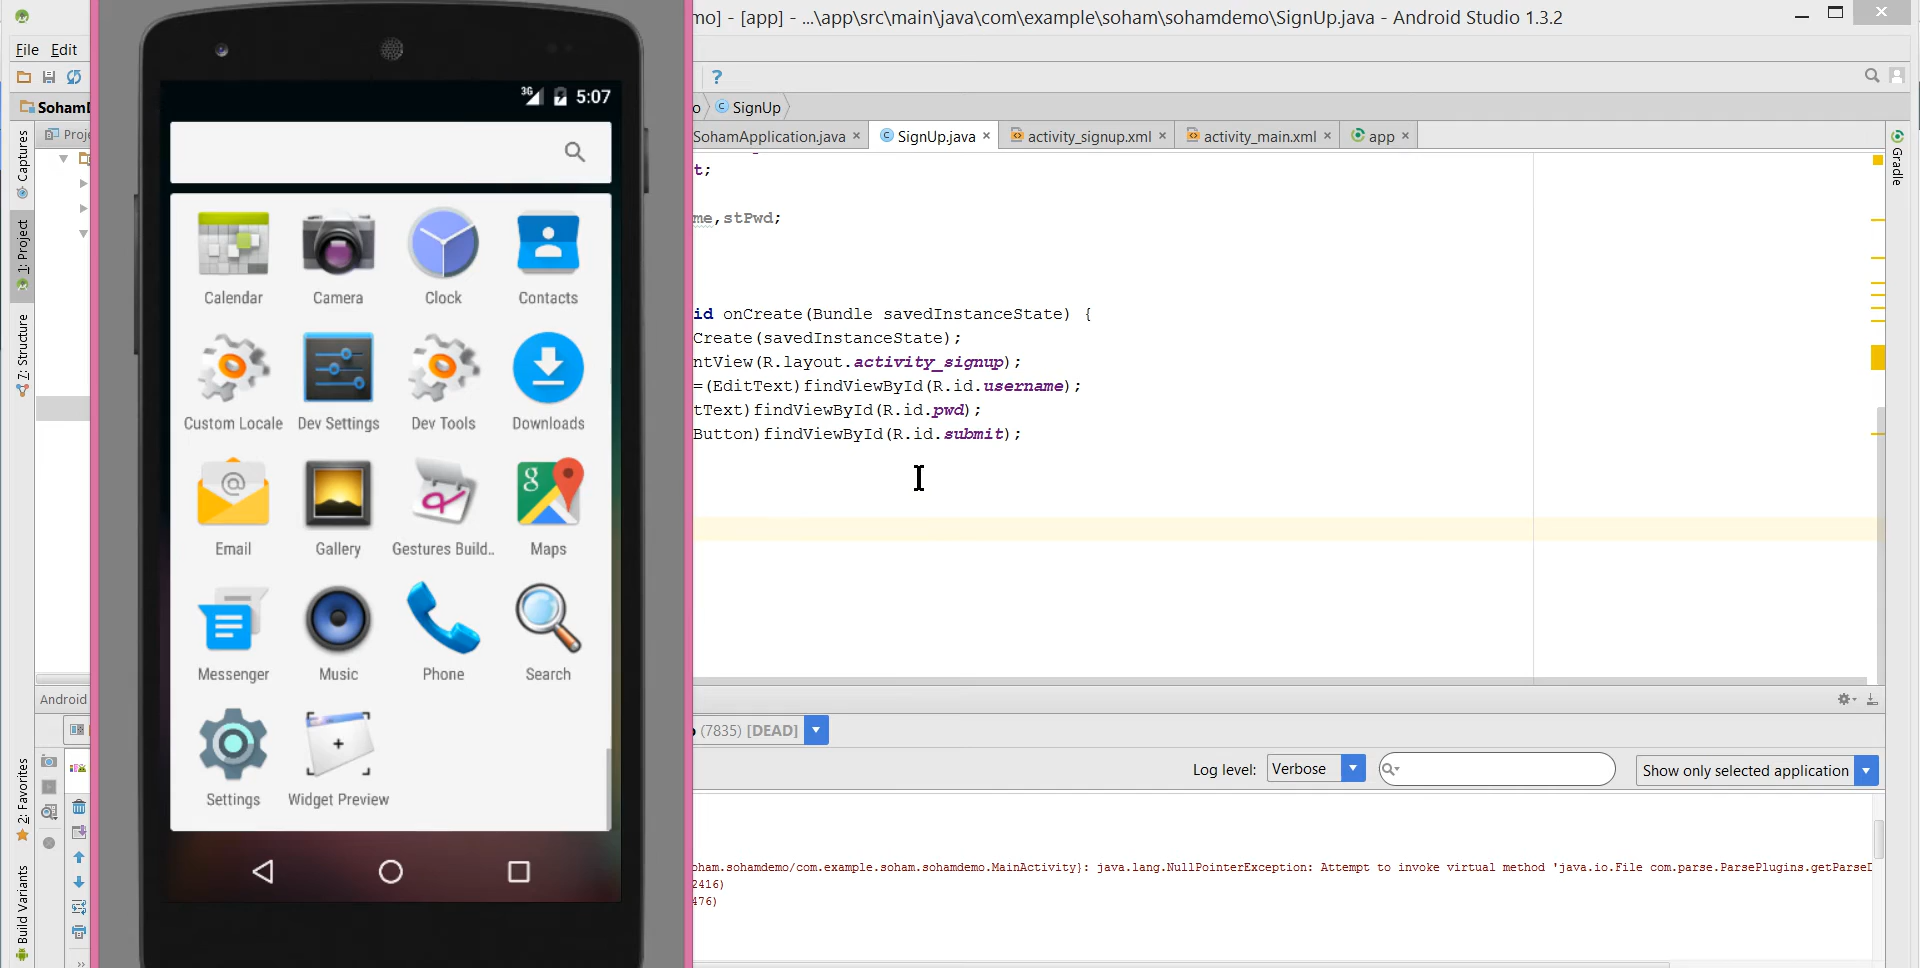 mo] - [app] - ...\app\src\main\java\com\example\soham\sohamdemo\SignUp.java - Android Studio 1.3.2
File Edit
?
SohamD
o SignUp
Proje
SohamApplication.java × SignUp.java × activity_signup.xml × activity_main.xml × app ×
Captures
1: Project
7: Structure
2: Favorites
Build Variants
Gradle
3G 5:07
Calendar Camera Clock Contacts
Custom Locale Dev Settings Dev Tools Downloads
Email Gallery Gestures Build.. Maps
Messenger Music Phone Search
Settings Widget Preview
t;
me,stPwd;
id onCreate(Bundle savedInstanceState) {
Create(savedInstanceState);
ntView(R.layout.activity_signup);
=(EditText)findViewById(R.id.username);
tText)findViewById(R.id.pwd);
Button)findViewById(R.id.submit);
Android
(7835) [DEAD]
Log level: Verbose Show only selected application
oham.sohamdemo/com.example.soham.sohamdemo.MainActivity}: java.lang.NullPointerException: Attempt to invoke virtual method 'java.io.File com.parse.ParsePlugins.getParseD
2416)
476)